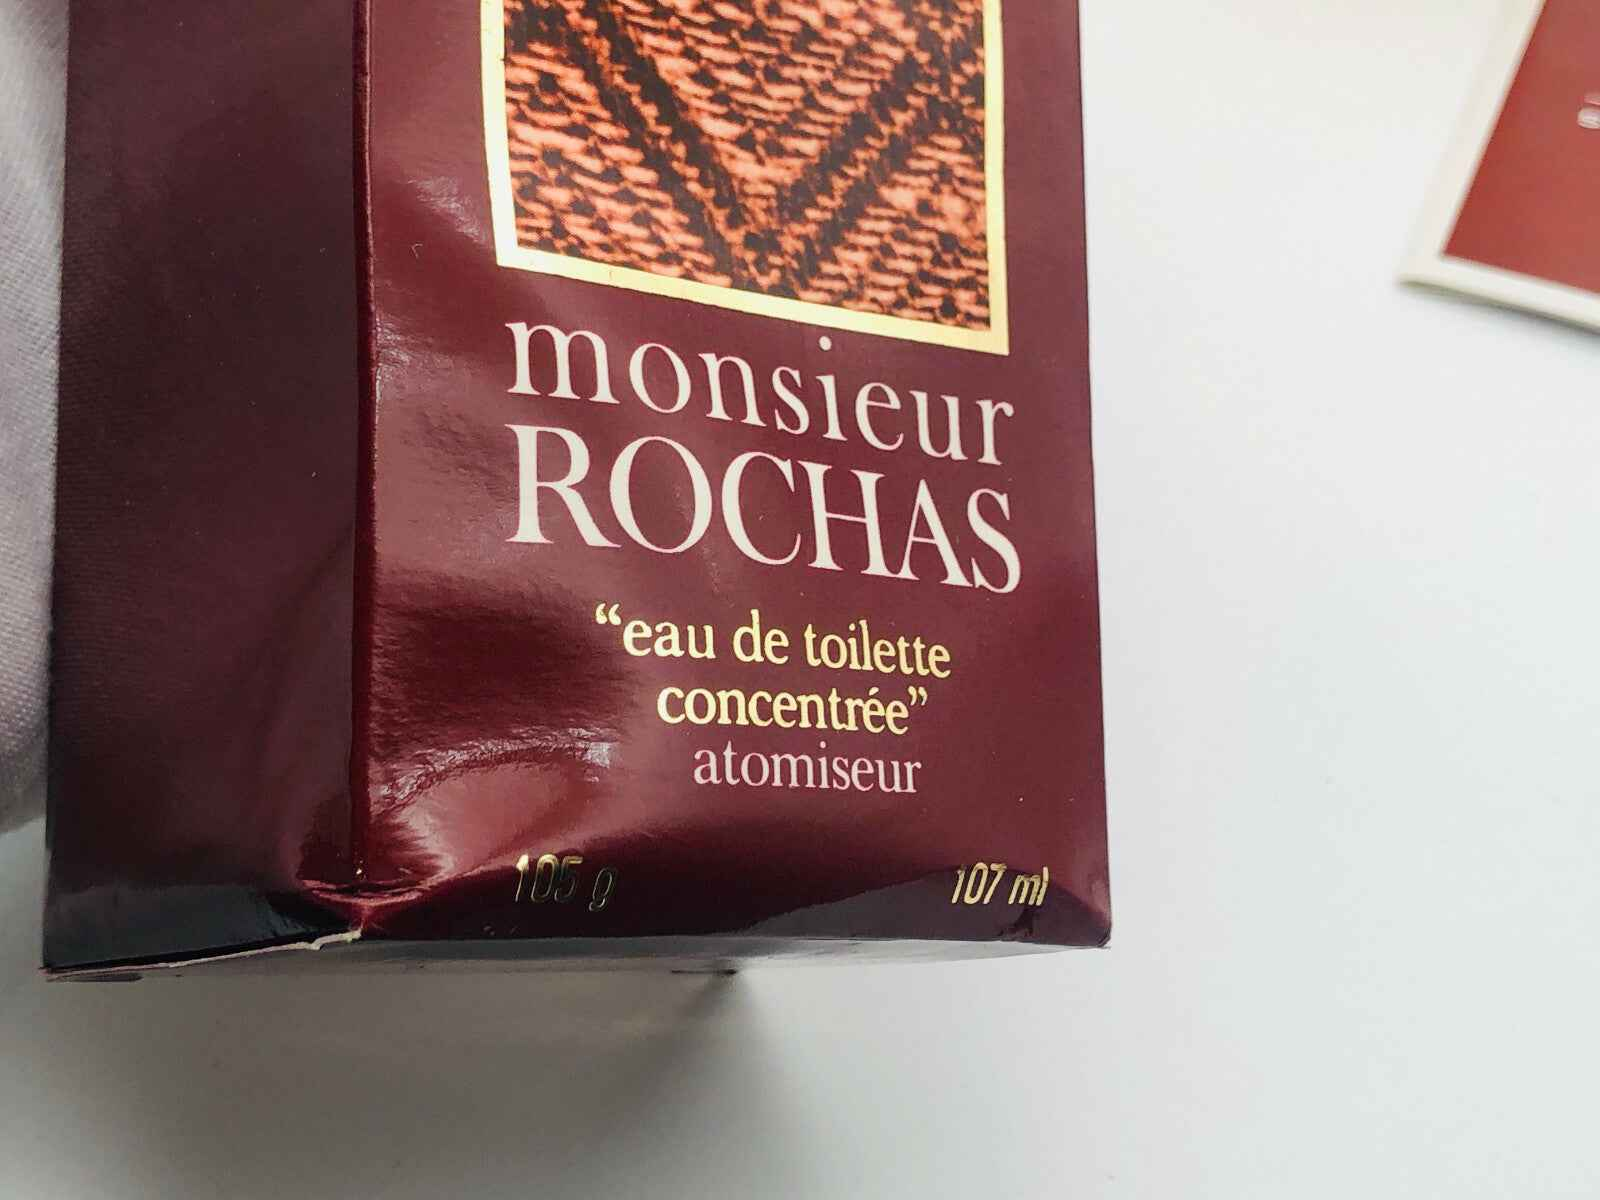 monsieur
ROCHAS
“eau de toilette
concentrée”
atomiseur
105 g 107 ml